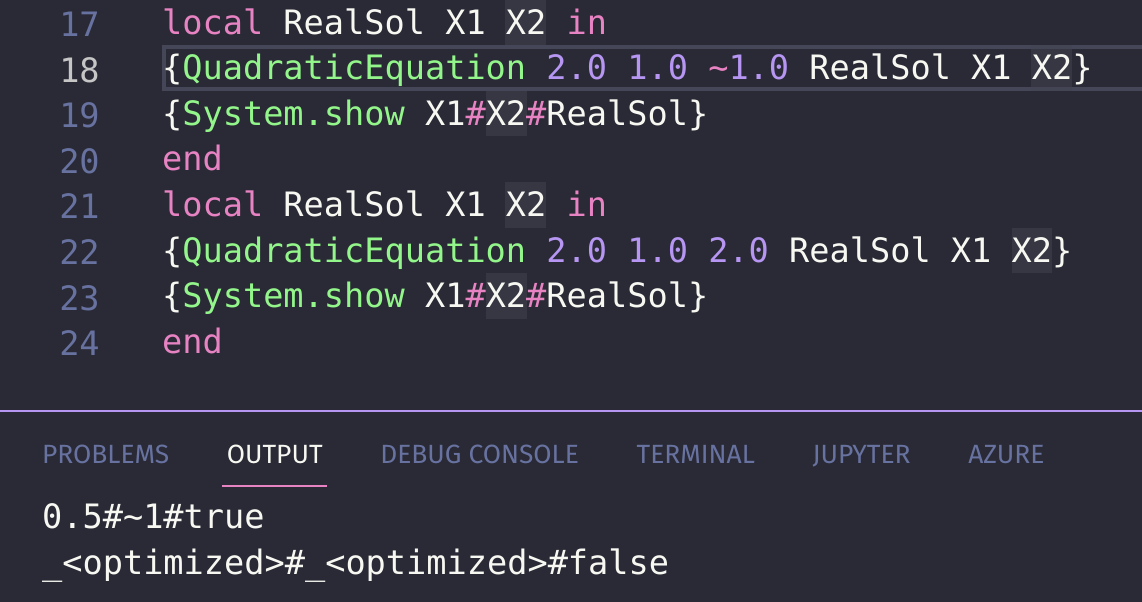 17 local RealSol X1 X2 in
18 {QuadraticEquation 2.0 1.0 ~1.0 RealSol X1 X2}
19 {System.show X1#X2#RealSol}
20 end
21 local RealSol X1 X2 in
22 {QuadraticEquation 2.0 1.0 2.0 RealSol X1 X2}
23 {System.show X1#X2#RealSol}
24 end
PROBLEMS OUTPUT DEBUG CONSOLE TERMINAL JUPYTER AZURE
0.5#~1#true
_<optimized>#_<optimized>#false